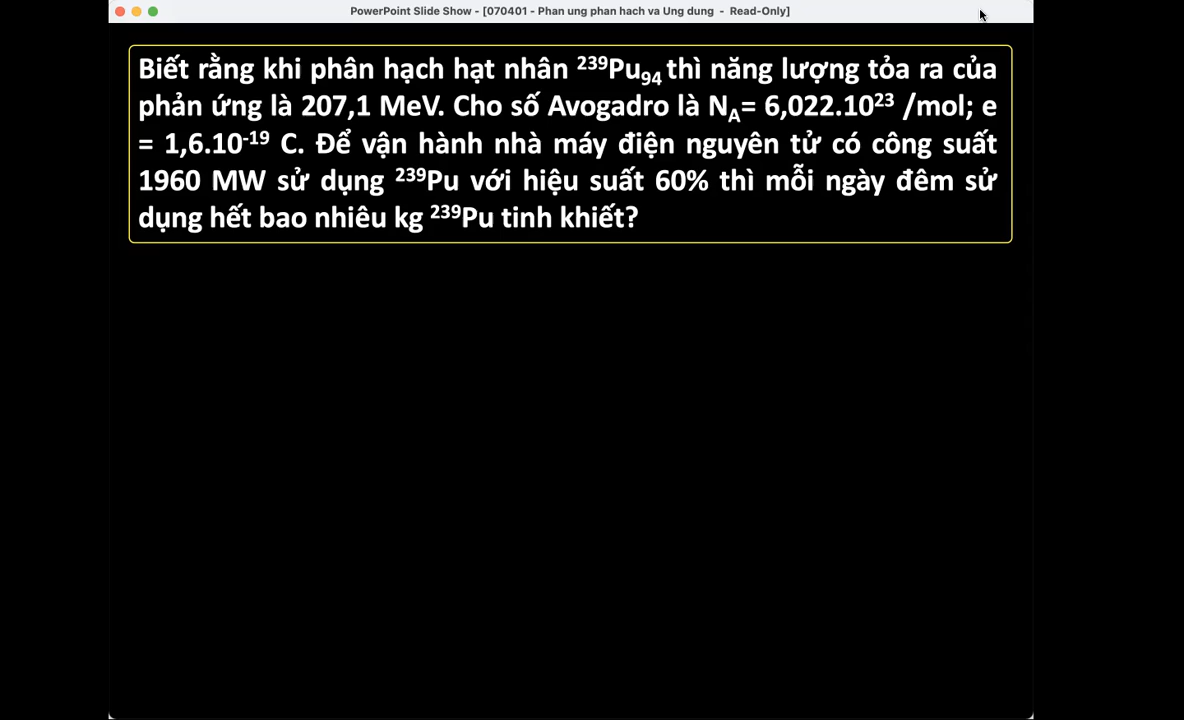 PowerPoint Slide Show - [070401 - Phan ung phan hach va Ung dung - Read-Only]
Biết rằng khi phân hạch hạt nhân ²³⁹Pu₉₄ thì năng lượng tỏa ra của
phản ứng là 207,1 MeV. Cho số Avogadro là N_A= 6,022.10²³ /mol; e
= 1,6.10⁻¹⁹ C. Để vận hành nhà máy điện nguyên tử có công suất
1960 MW sử dụng ²³⁹Pu với hiệu suất 60% thì mỗi ngày đêm sử
dụng hết bao nhiêu kg ²³⁹Pu tinh khiết?